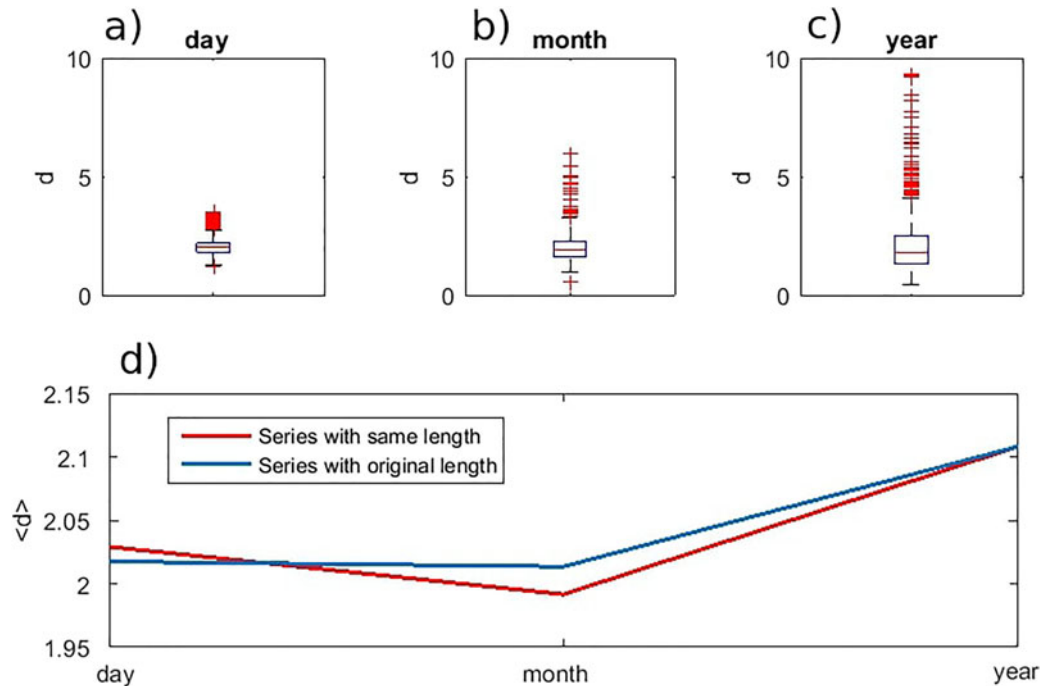 a) b) c)
day month year
10 10 10
d d d
5 5 5
0 0 0
d)
2.15
Series with same length
2.1
Series with original length
<d>
2.05
2
1.95
day month year